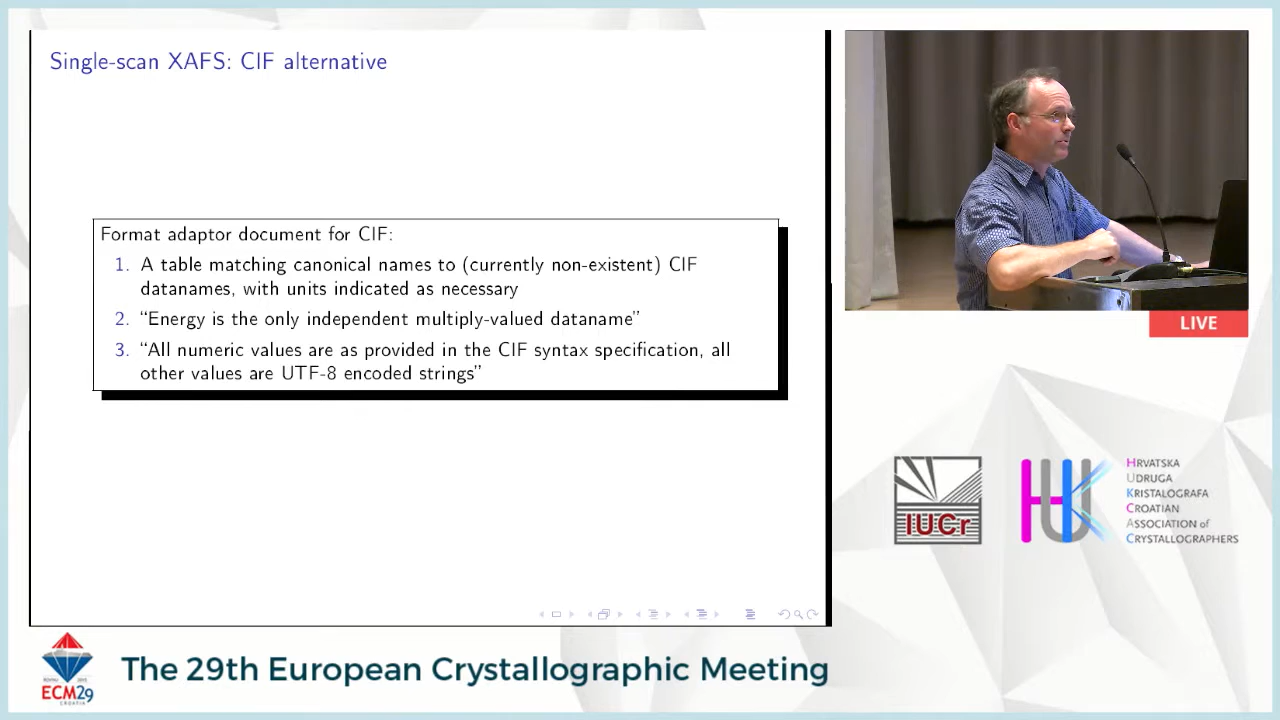 Single-scan XAFS: CIF alternative
Format adaptor document for CIF:
1. A table matching canonical names to (currently non-existent) CIF
datanames, with units indicated as necessary
2. “Energy is the only independent multiply-valued dataname”
3. “All numeric values are as provided in the CIF syntax specification, all
other values are UTF-8 encoded strings”
LIVE
IUCr
HUK
HRVATSKA
UDRUGA
KRISTALOGRAFA
CROATIAN
ASSOCIATION of
CRYSTALLOGRAPHERS
ECM29
CROATIA
The 29th European Crystallographic Meeting